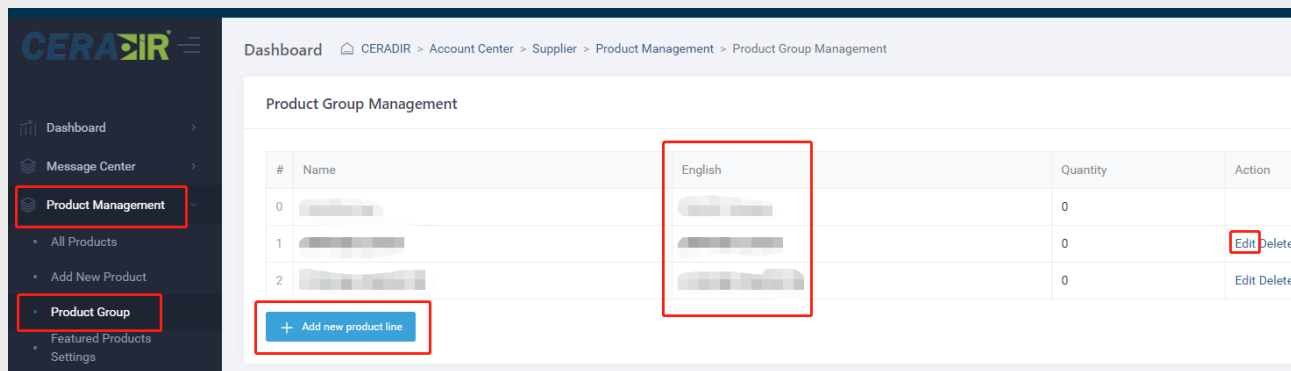 CERADIR
Dashboard CERADIR > Account Center > Supplier > Product Management > Product Group Management
Dashboard
Message Center
Product Management
All Products
Add New Product
Product Group
Featured Products
Settings
Product Group Management
# Name English Quantity Action
0 0
1 0 Edit Delete
2 0 Edit Delete
+ Add new product line